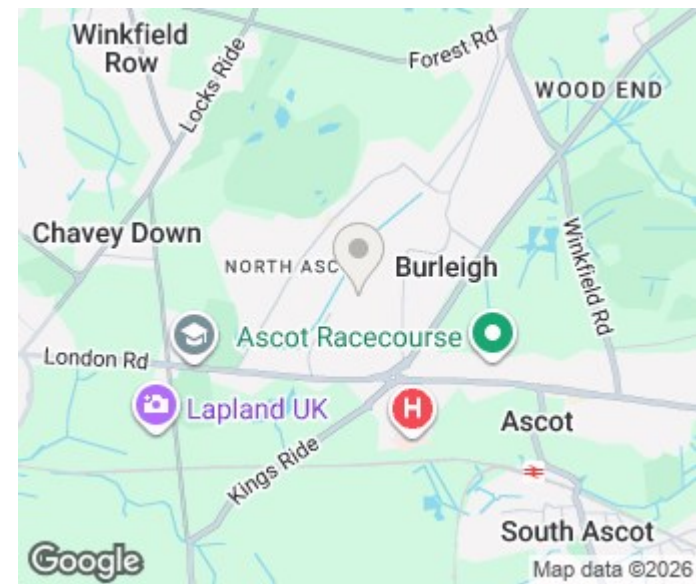 Winkfield
Row
Locks Ride
Forest Rd
WOOD END
Chavey Down
NORTH ASC
Burleigh
Winkfield Rd
Ascot Racecourse
London Rd
Lapland UK
H
Ascot
Kings Ride
South Ascot
Google
Map data ©2026